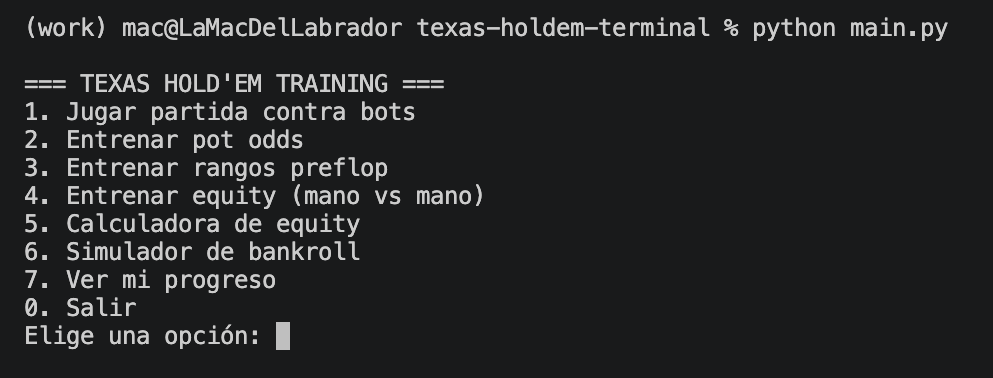 (work) mac@LaMacDelLabrador texas-holdem-terminal % python main.py
=== TEXAS HOLD'EM TRAINING ===
1. Jugar partida contra bots
2. Entrenar pot odds
3. Entrenar rangos preflop
4. Entrenar equity (mano vs mano)
5. Calculadora de equity
6. Simulador de bankroll
7. Ver mi progreso
0. Salir
Elige una opción: